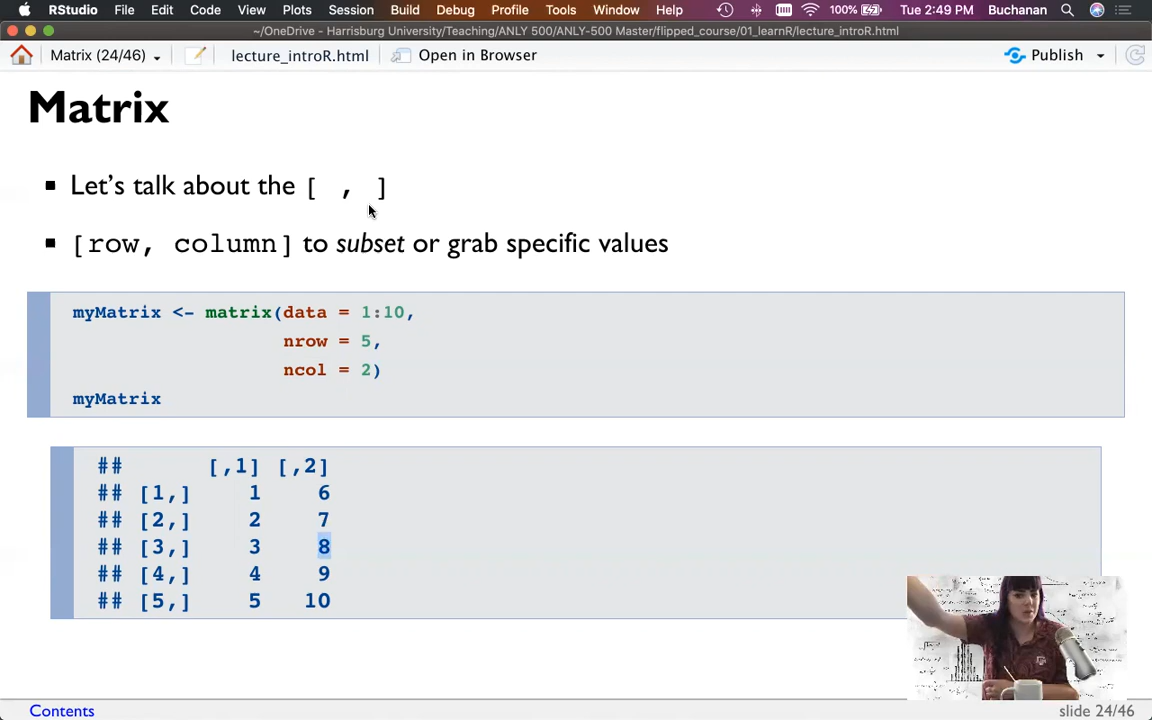 RStudio File Edit Code View Plots Session Build Debug Profile Tools Window Help 100% Tue 2:49 PM Buchanan
~/OneDrive - Harrisburg University/Teaching/ANLY 500/ANLY-500 Master/flipped_course/01_learnR/lecture_introR.html
Matrix (24/46) lecture_introR.html Open in Browser Publish
Matrix
▪ Let's talk about the [ , ]
▪ [row, column] to subset or grab specific values
myMatrix <- matrix(data = 1:10,
nrow = 5,
ncol = 2)
myMatrix
## [,1] [,2]
## [1,] 1 6
## [2,] 2 7
## [3,] 3 8
## [4,] 4 9
## [5,] 5 10
Contents slide 24/46